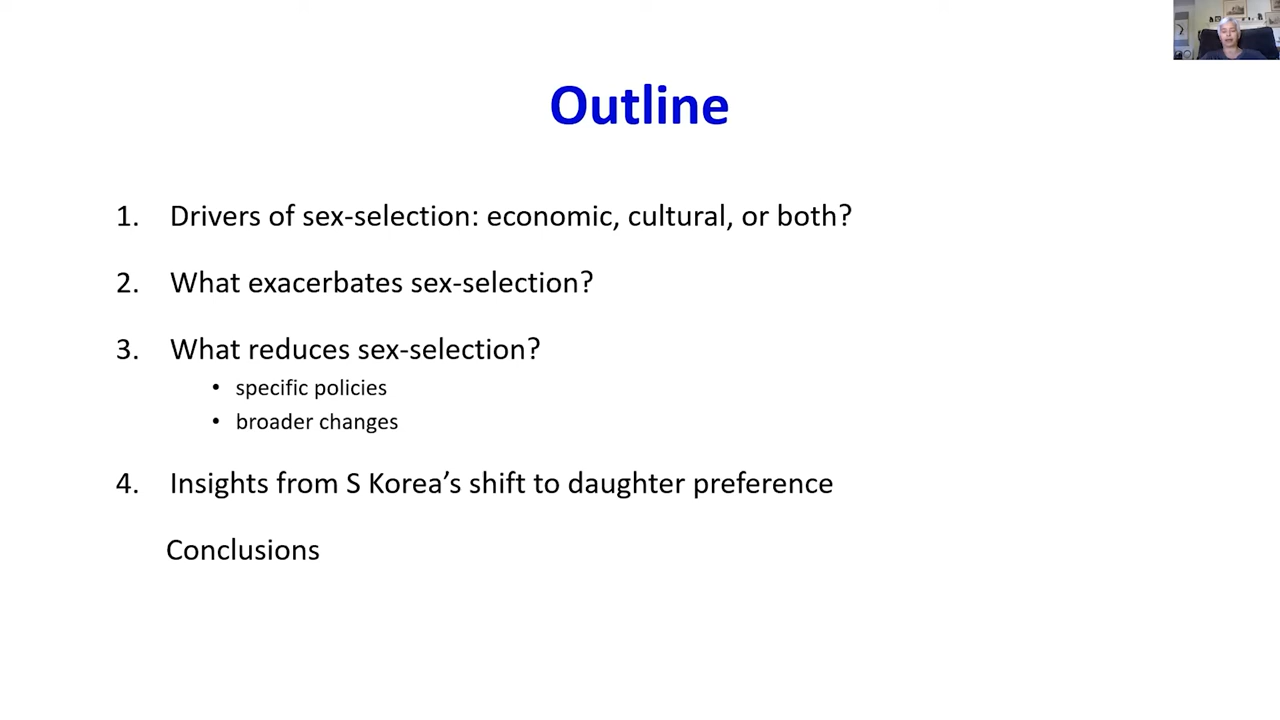 Outline
1. Drivers of sex-selection: economic, cultural, or both?
2. What exacerbates sex-selection?
3. What reduces sex-selection?
• specific policies
• broader changes
4. Insights from S Korea’s shift to daughter preference
Conclusions